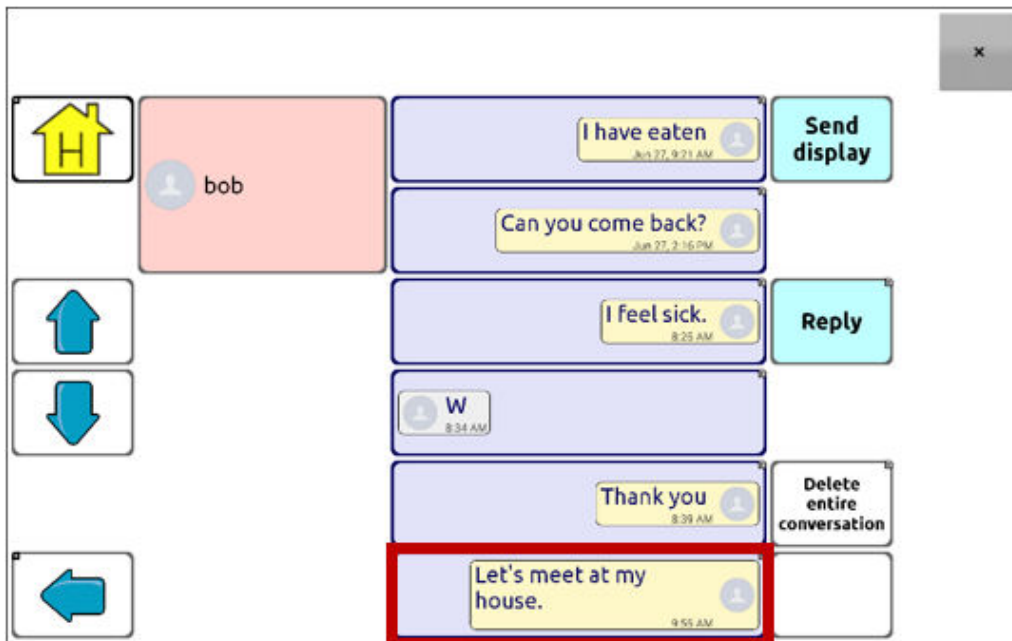 ×
H
bob
I have eaten
Jun 27, 9:21 AM
Send
display
Can you come back?
Jun 27, 2:16 PM
I feel sick.
8:25 AM
Reply
W
8:34 AM
Thank you
8:39 AM
Delete
entire
conversation
Let's meet at my
house.
9:55 AM